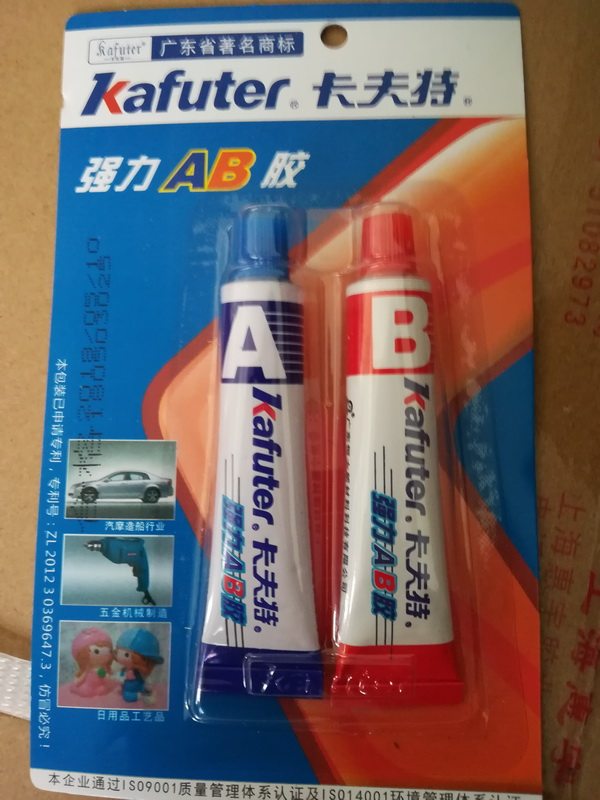 Kafuter®
广东省著名商标
Kafuter® 卡夫特®
强力AB胶
A
Kafuter® 卡夫特®
强力AB胶
B
Kafuter® 卡夫特®
强力AB胶
本包装已申请专利，专利号：ZL 2012 3 0369647.3，仿冒必究！
汽摩造船行业
五金机械制造
日用品工艺品
本企业通过ISO9001质量管理体系认证及ISO14001环境管理体系认证
31082973
上海